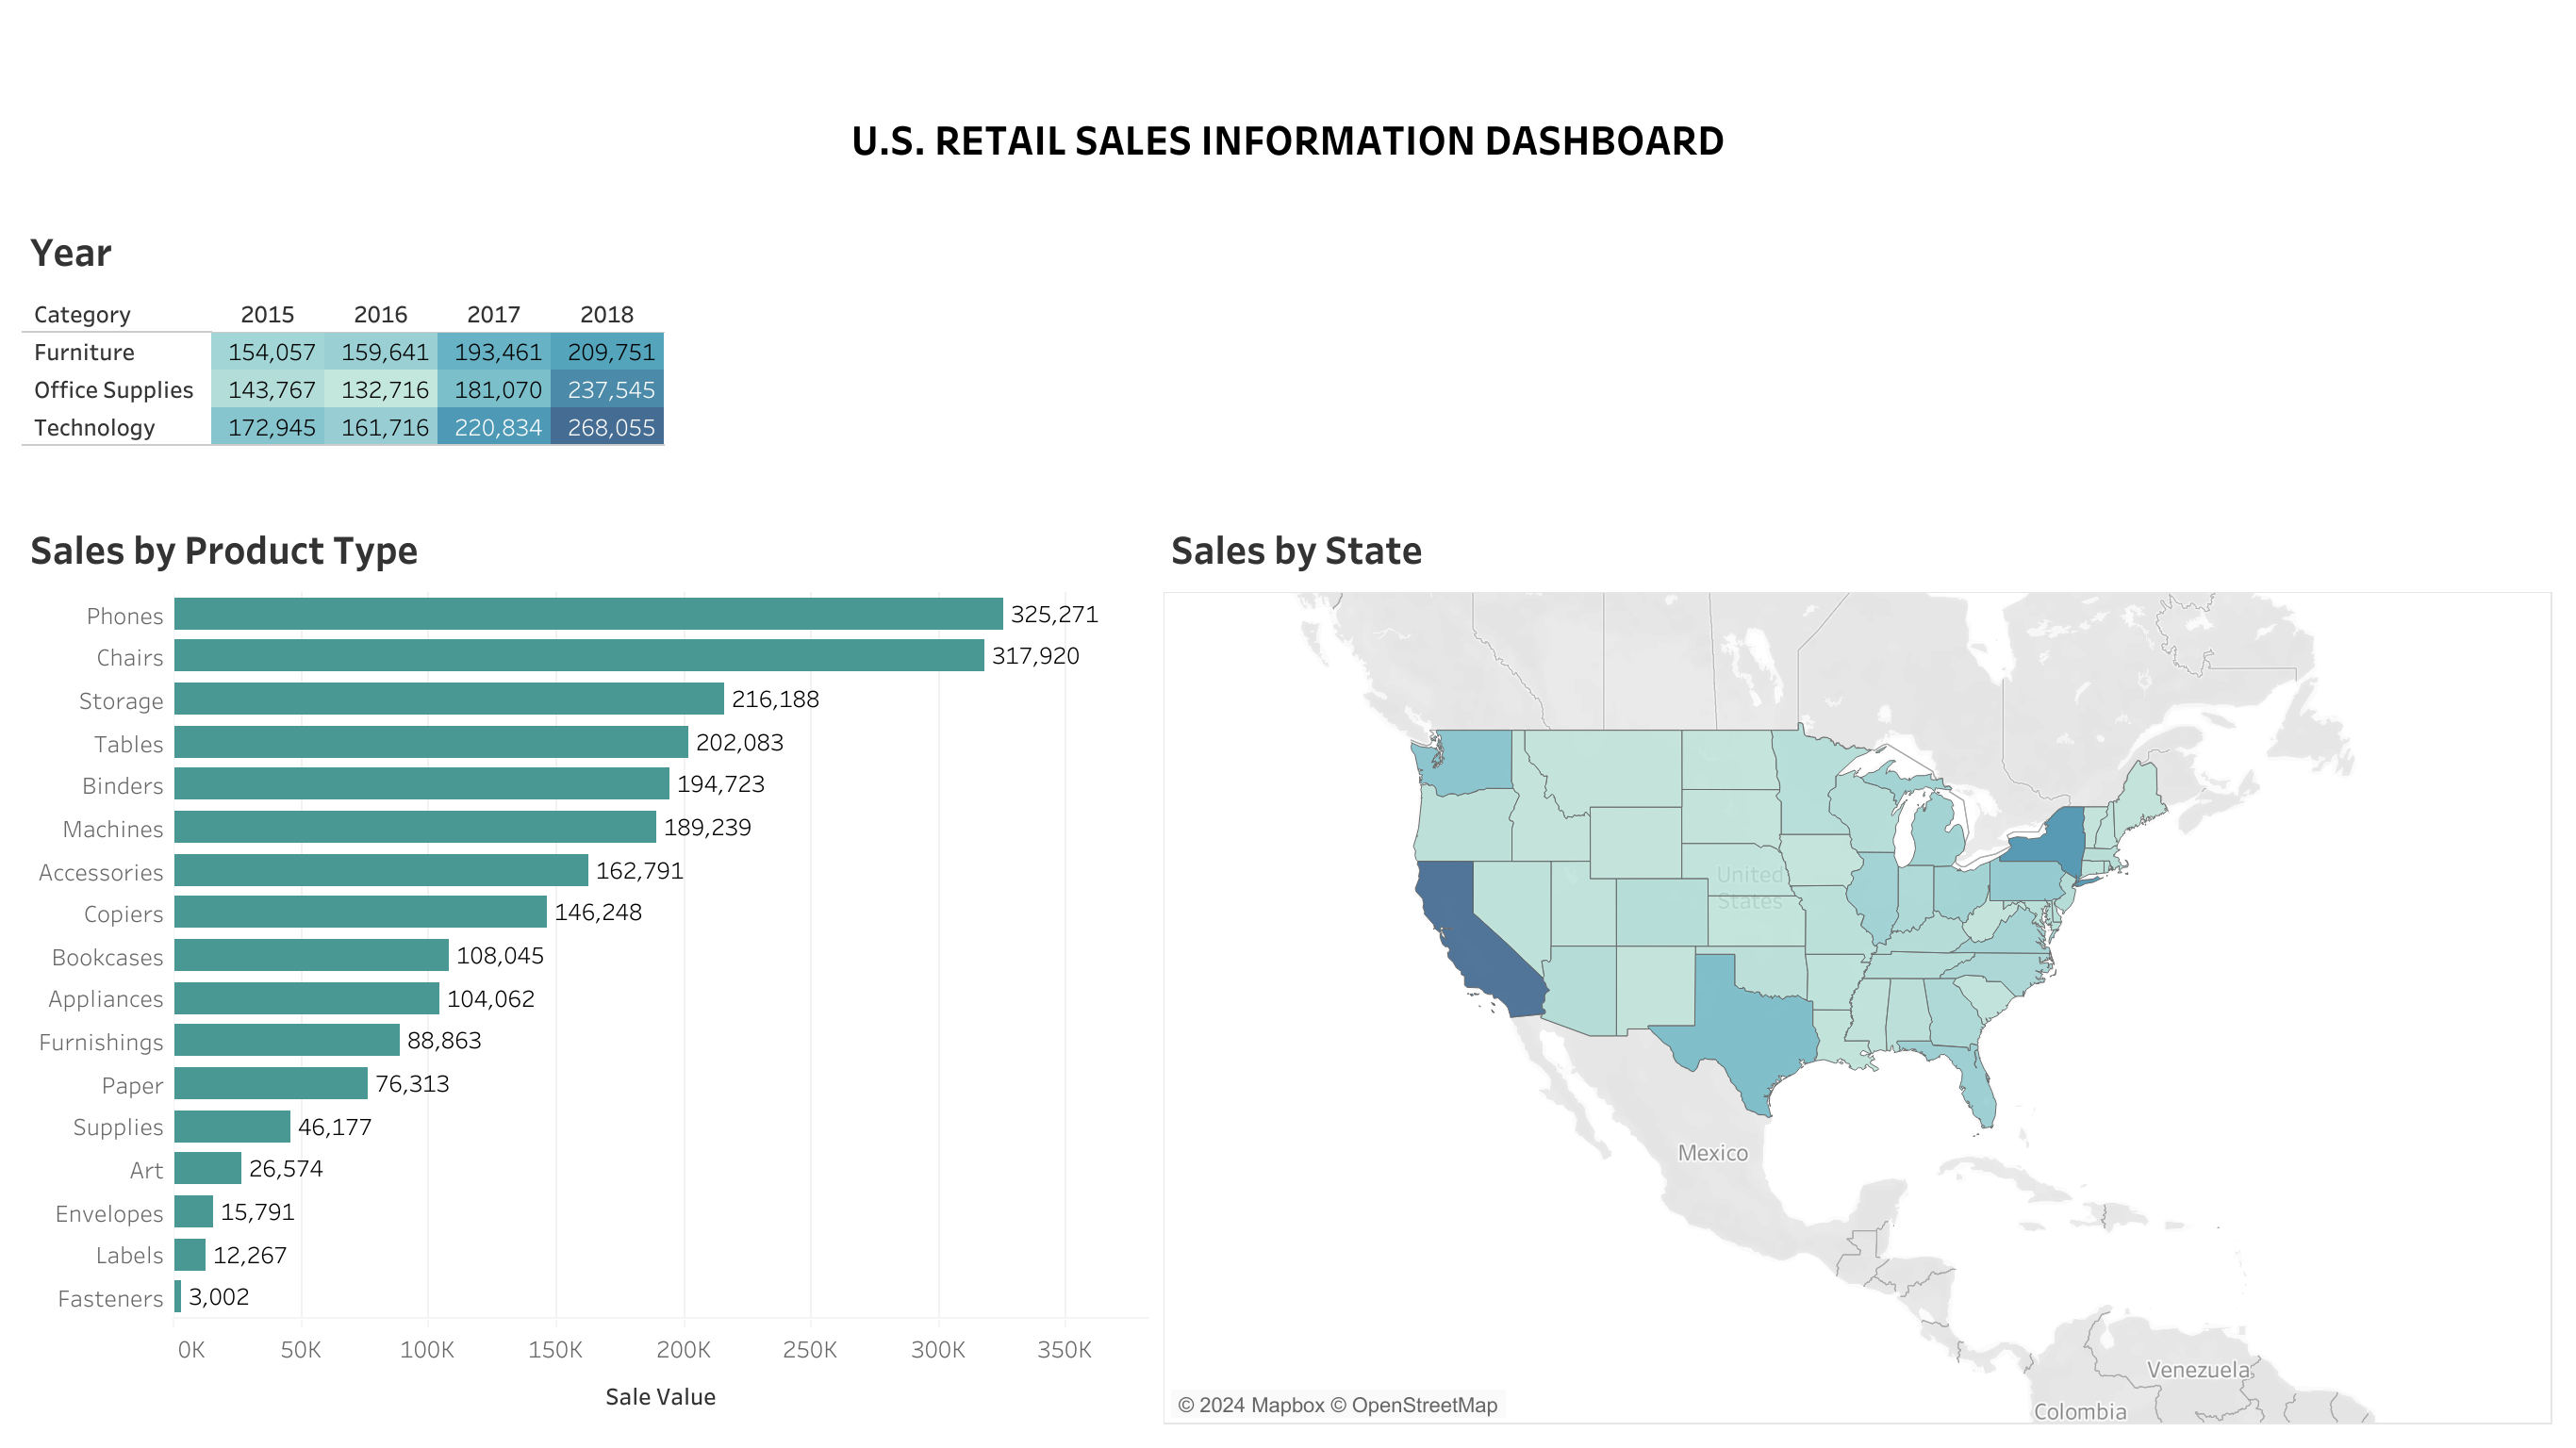 U.S. RETAIL SALES INFORMATION DASHBOARD
Year
Category 2015 2016 2017 2018
Furniture 154,057 159,641 193,461 209,751
Office Supplies 143,767 132,716 181,070 237,545
Technology 172,945 161,716 220,834 268,055
Sales by Product Type
Phones 325,271
Chairs 317,920
Storage 216,188
Tables 202,083
Binders 194,723
Machines 189,239
Accessories 162,791
Copiers 146,248
Bookcases 108,045
Appliances 104,062
Furnishings 88,863
Paper 76,313
Supplies 46,177
Art 26,574
Envelopes 15,791
Labels 12,267
Fasteners 3,002
0K 50K 100K 150K 200K 250K 300K 350K
Sale Value
Sales by State
United
States
Mexico
Venezuela
Colombia
© 2024 Mapbox © OpenStreetMap